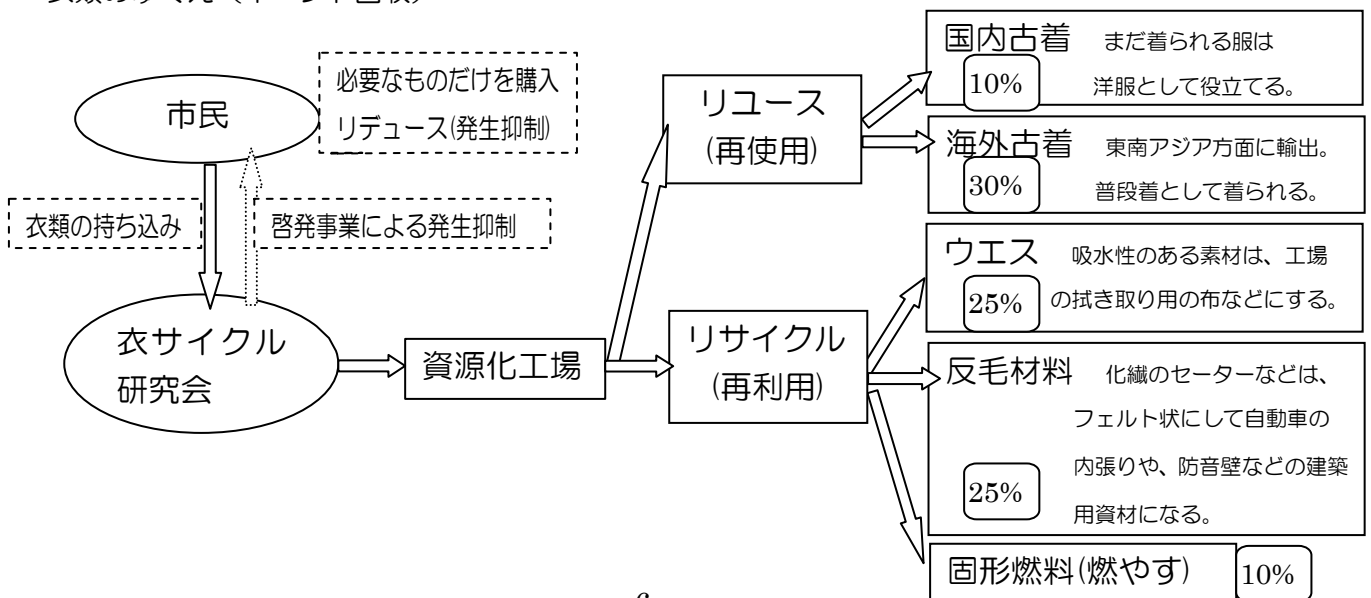 市民
必要なものだけを購入
リデュース(発生抑制)
衣類の持ち込み
啓発事業による発生抑制
衣サイクル
研究会
資源化工場
リユース
(再使用)
リサイクル
(再利用)
国内古着 まだ着られる服は
10% 洋服として役立てる。
海外古着 東南アジア方面に輸出。
30% 普段着として着られる。
ウエス 吸水性のある素材は、工場
25% の拭き取り用の布などにする。
反毛材料 化繊のセーターなどは、
フェルト状にして自動車の
内張りや、防音壁などの建築
25% 用資材になる。
固形燃料(燃やす) 10%